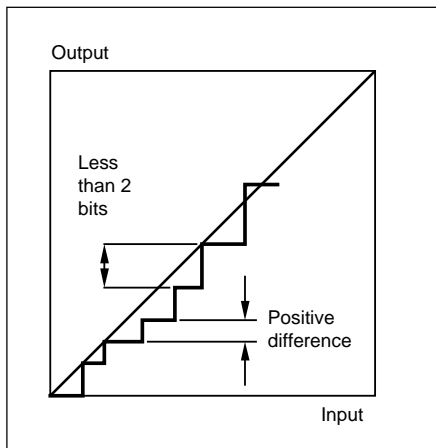 Output
Less
than 2
bits
Positive
difference
Input